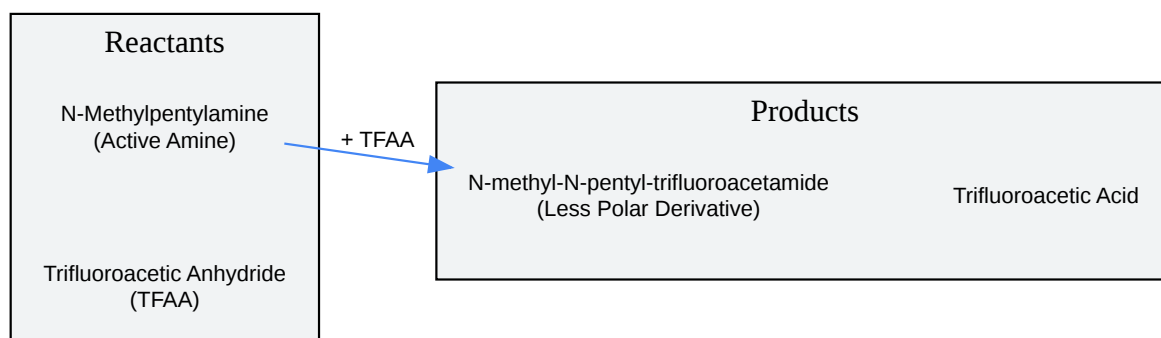 Reactants
N-Methylpentylamine
(Active Amine)
Trifluoroacetic Anhydride
(TFAA)
+ TFAA
Products
N-methyl-N-pentyl-trifluoroacetamide
(Less Polar Derivative)
Trifluoroacetic Acid